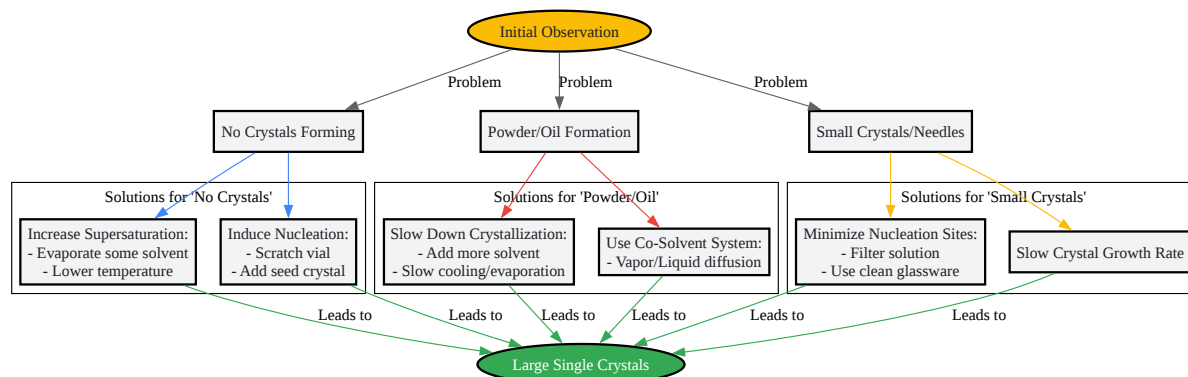 Initial Observation
Problem
Problem
Problem
No Crystals Forming
Powder/Oil Formation
Small Crystals/Needles
Solutions for 'No Crystals'
Solutions for 'Powder/Oil'
Solutions for 'Small Crystals'
Increase Supersaturation:
- Evaporate some solvent
- Lower temperature
Induce Nucleation:
- Scratch vial
- Add seed crystal
Slow Down Crystallization:
- Add more solvent
- Slow cooling/evaporation
Use Co-Solvent System:
- Vapor/Liquid diffusion
Minimize Nucleation Sites:
- Filter solution
- Use clean glassware
Slow Crystal Growth Rate
Leads to
Leads to
Leads to
Leads to
Leads to
Leads to
Large Single Crystals